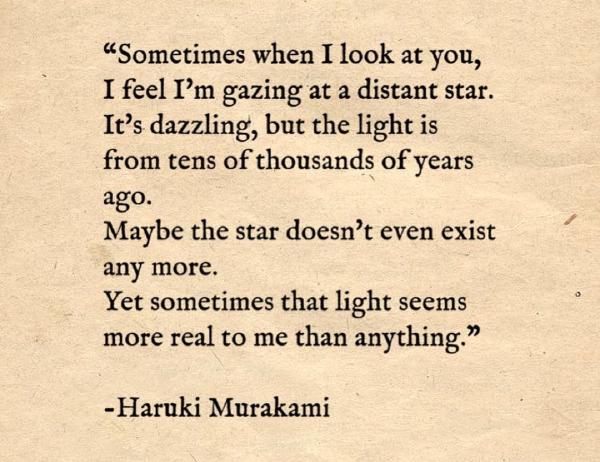 “Sometimes when I look at you,
I feel I’m gazing at a distant star.
It’s dazzling, but the light is
from tens of thousands of years
ago.
Maybe the star doesn’t even exist
any more.
Yet sometimes that light seems
more real to me than anything.”
-Haruki Murakami